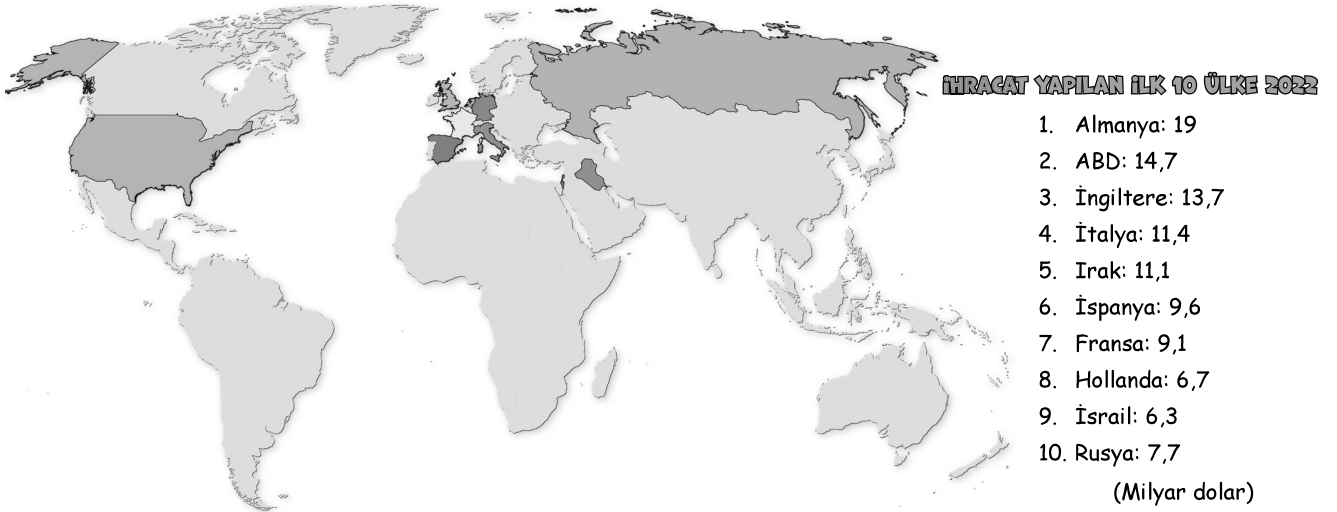 İHRACAT YAPILAN İLK 10 ÜLKE 2022
1. Almanya: 19
2. ABD: 14,7
3. İngiltere: 13,7
4. İtalya: 11,4
5. Irak: 11,1
6. İspanya: 9,6
7. Fransa: 9,1
8. Hollanda: 6,7
9. İsrail: 6,3
10. Rusya: 7,7
(Milyar dolar)